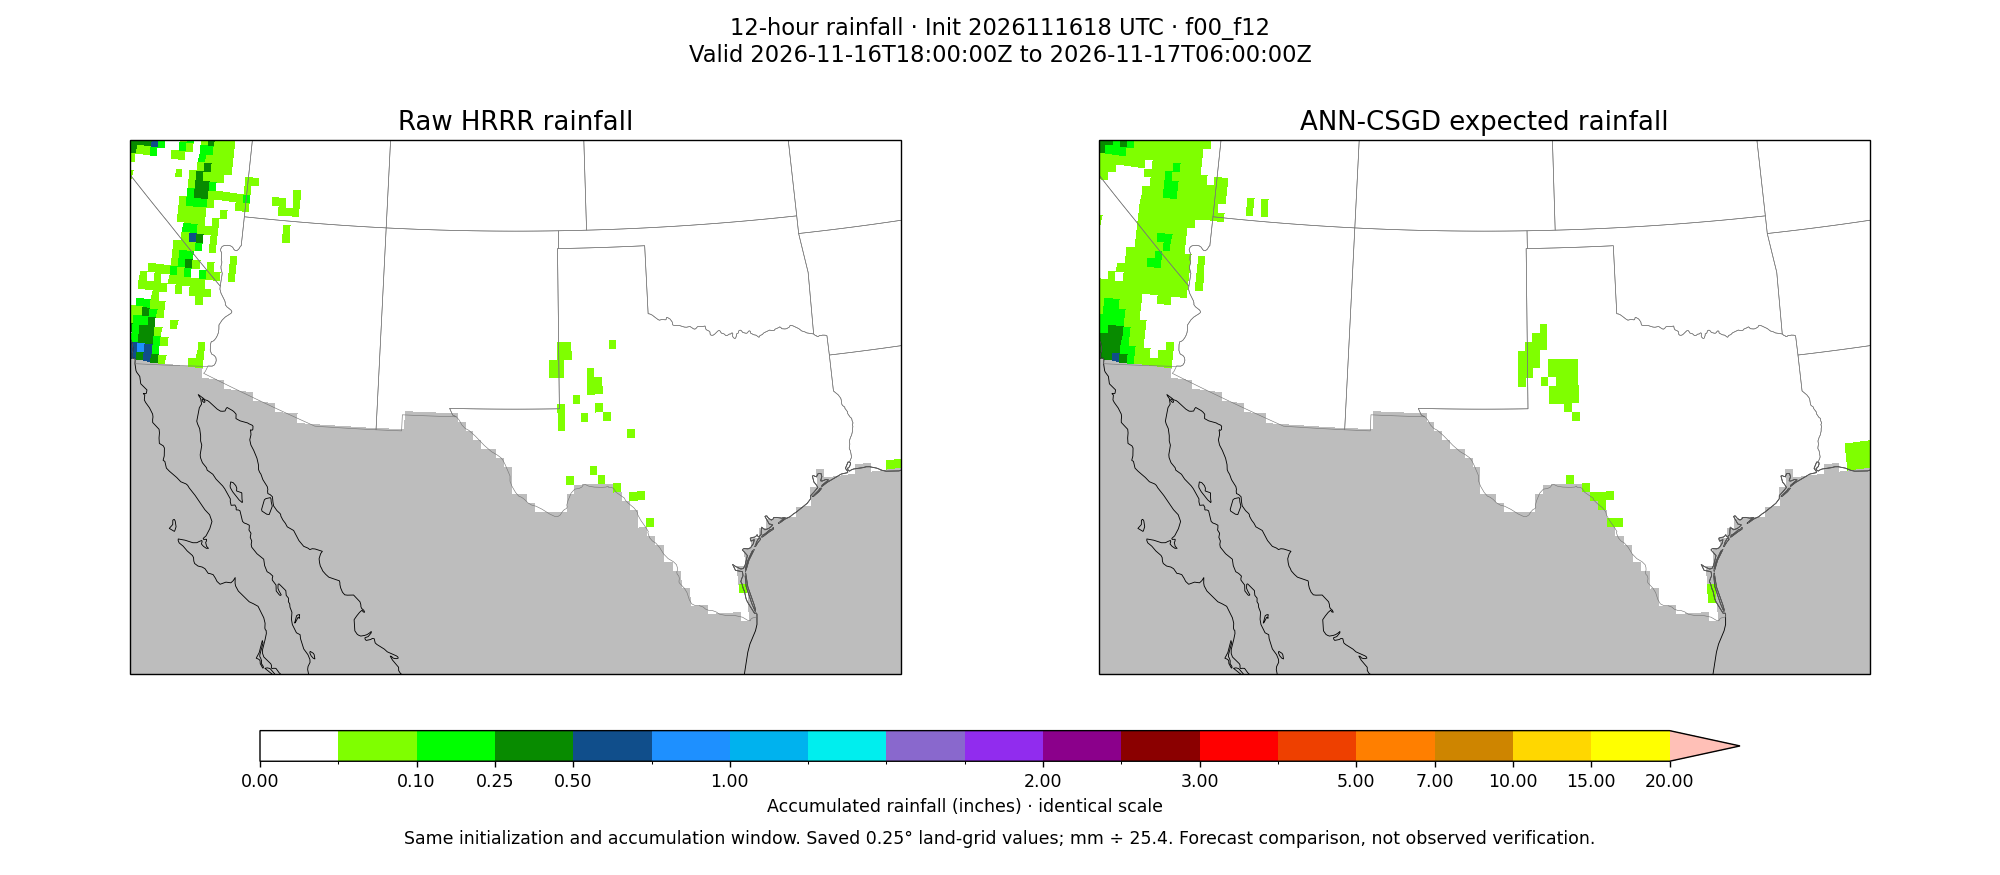 12-hour rainfall · Init 2026111618 UTC · f00_f12
Valid 2026-11-16T18:00:00Z to 2026-11-17T06:00:00Z
Raw HRRR rainfall
ANN-CSGD expected rainfall
0.00 0.10 0.25 0.50 1.00 2.00 3.00 5.00 7.00 10.00 15.00 20.00
Accumulated rainfall (inches) · identical scale
Same initialization and accumulation window. Saved 0.25° land-grid values; mm ÷ 25.4. Forecast comparison, not observed verification.